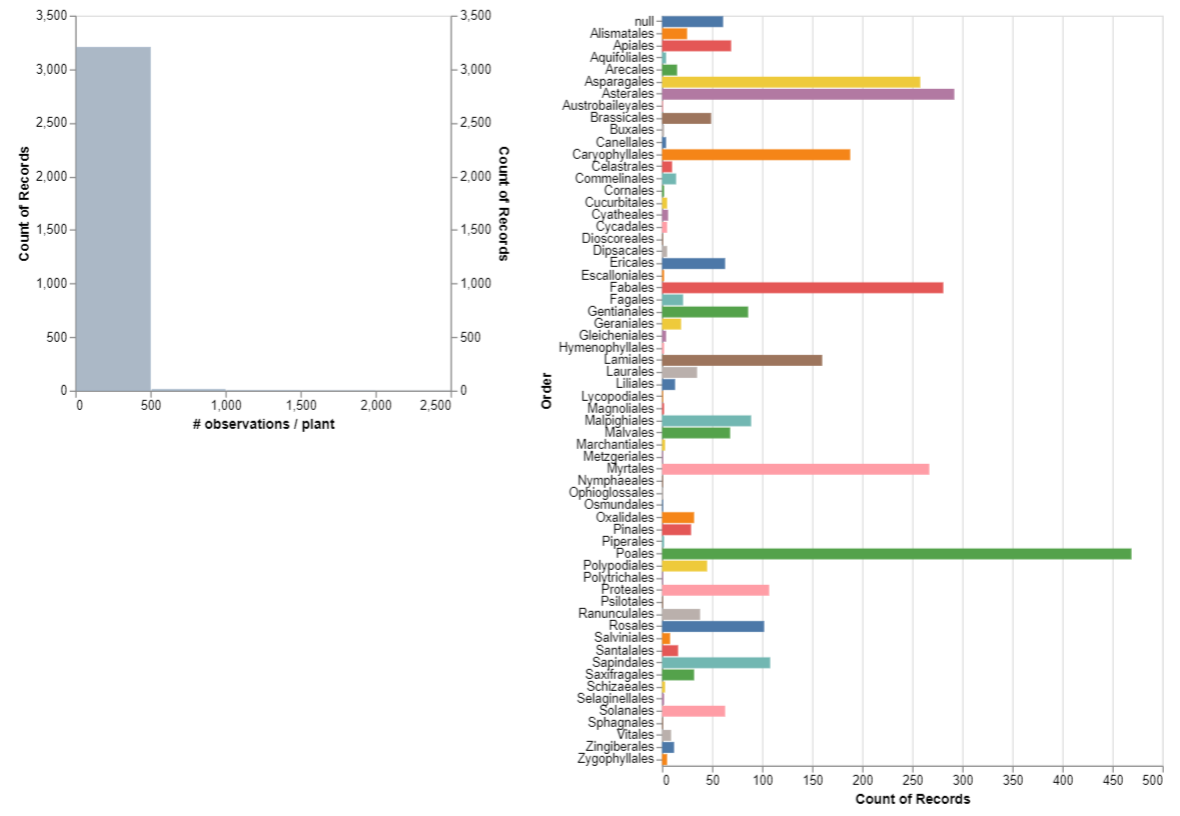 3,500
3,000
2,500
2,000
1,500
1,000
500
0
Count of Records
3,500
3,000
2,500
2,000
1,500
1,000
500
0
Count of Records
0 500 1,000 1,500 2,000 2,500
# observations / plant
Order
null
Alismatales
Apiales
Aquifoliales
Arecales
Asparagales
Asterales
Austrobaileyales
Brassicales
Buxales
Canellales
Caryophyllales
Celastrales
Commelinales
Cornales
Cucurbitales
Cyatheales
Cycadales
Dioscoreales
Dipsacales
Ericales
Escalloniales
Fabales
Fagales
Gentianales
Geraniales
Gleicheniales
Hymenophyllales
Lamiales
Laurales
Liliales
Lycopodiales
Magnoliales
Malpighiales
Malvales
Marchantiales
Metzgeriales
Myrtales
Nymphaeales
Ophioglossales
Osmundales
Oxalidales
Pinales
Piperales
Poales
Polypodiales
Polytrichales
Proteales
Psilotales
Ranunculales
Rosales
Salviniales
Santalales
Sapindales
Saxifragales
Schizaeales
Selaginellales
Solanales
Sphagnales
Vitales
Zingiberales
Zygophyllales
0 50 100 150 200 250 300 350 400 450 500
Count of Records